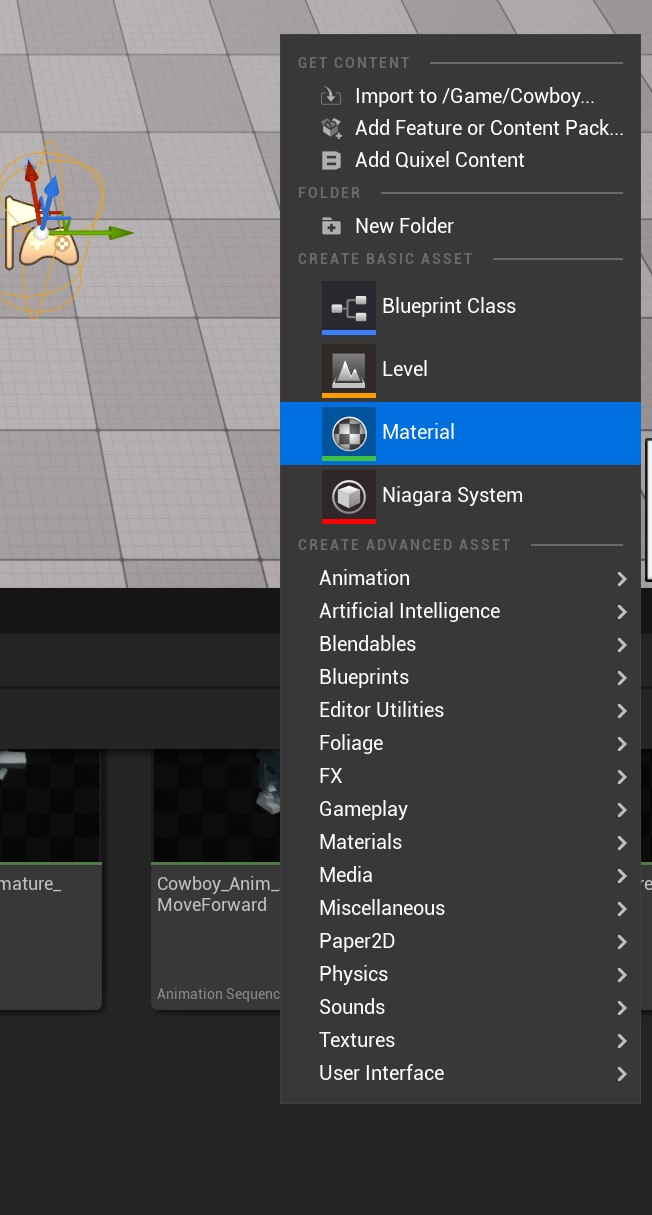 GET CONTENT
Import to /Game/Cowboy...
Add Feature or Content Pack...
Add Quixel Content
FOLDER
New Folder
CREATE BASIC ASSET
Blueprint Class
Level
Material
Niagara System
CREATE ADVANCED ASSET
Animation
Artificial Intelligence
Blendables
Blueprints
Editor Utilities
Foliage
FX
Gameplay
Materials
Media
Miscellaneous
Paper2D
Physics
Sounds
Textures
User Interface
mature_
Cowboy_Anim_
MoveForward
Animation Sequenc
re